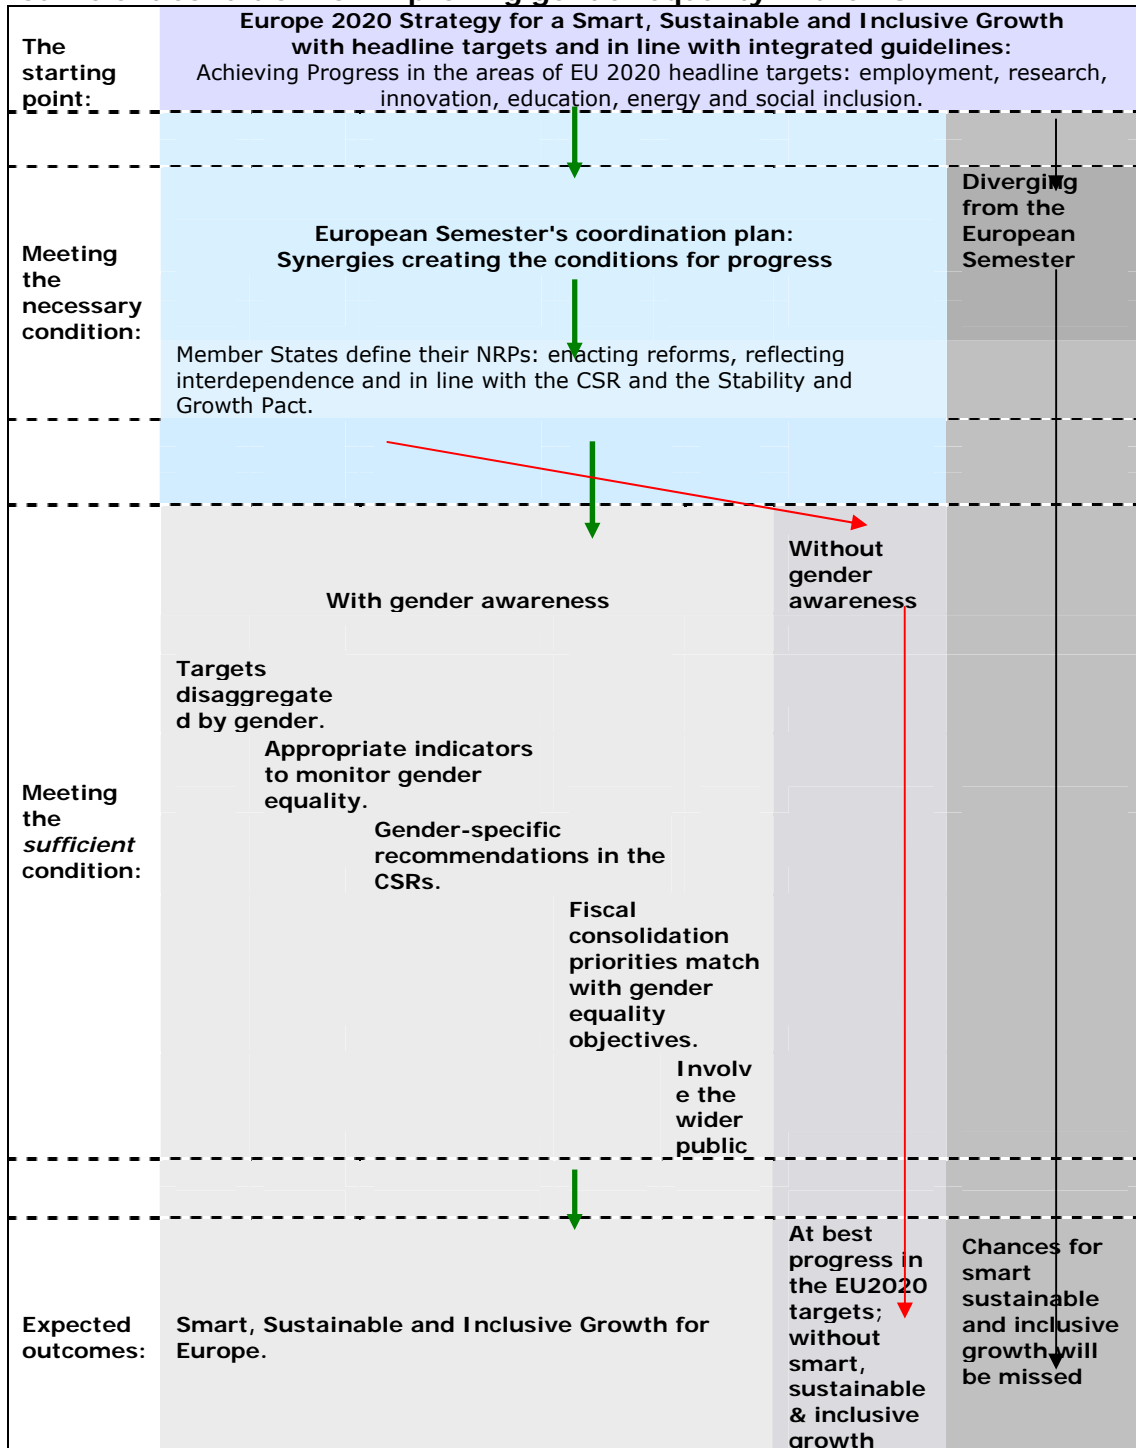 Europe 2020 Strategy for a Smart, Sustainable and Inclusive Growth
with headline targets and in line with integrated guidelines:
Achieving Progress in the areas of EU 2020 headline targets: employment, research,
innovation, education, energy and social inclusion.
The
starting
point:
Meeting
the
necessary
condition:
European Semester's coordination plan:
Synergies creating the conditions for progress
Member States define their NRPs: enacting reforms, reflecting
interdependence and in line with the CSR and the Stability and
Growth Pact.
Diverging
from the
European
Semester
Meeting
the
sufficient
condition:
With gender awareness
Targets
disaggregate
d by gender.
Appropriate indicators
to monitor gender
equality.
Gender-specific
recommendations in the
CSRs.
Fiscal
consolidation
priorities match
with gender
equality
objectives.
Involv
e the
wider
public
Without
gender
awareness
Expected
outcomes:
Smart, Sustainable and Inclusive Growth for
Europe.
At best
progress in
the EU2020
targets;
without
smart,
sustainable
& inclusive
growth
Chances for
smart
sustainable
and inclusive
growth will
be missed